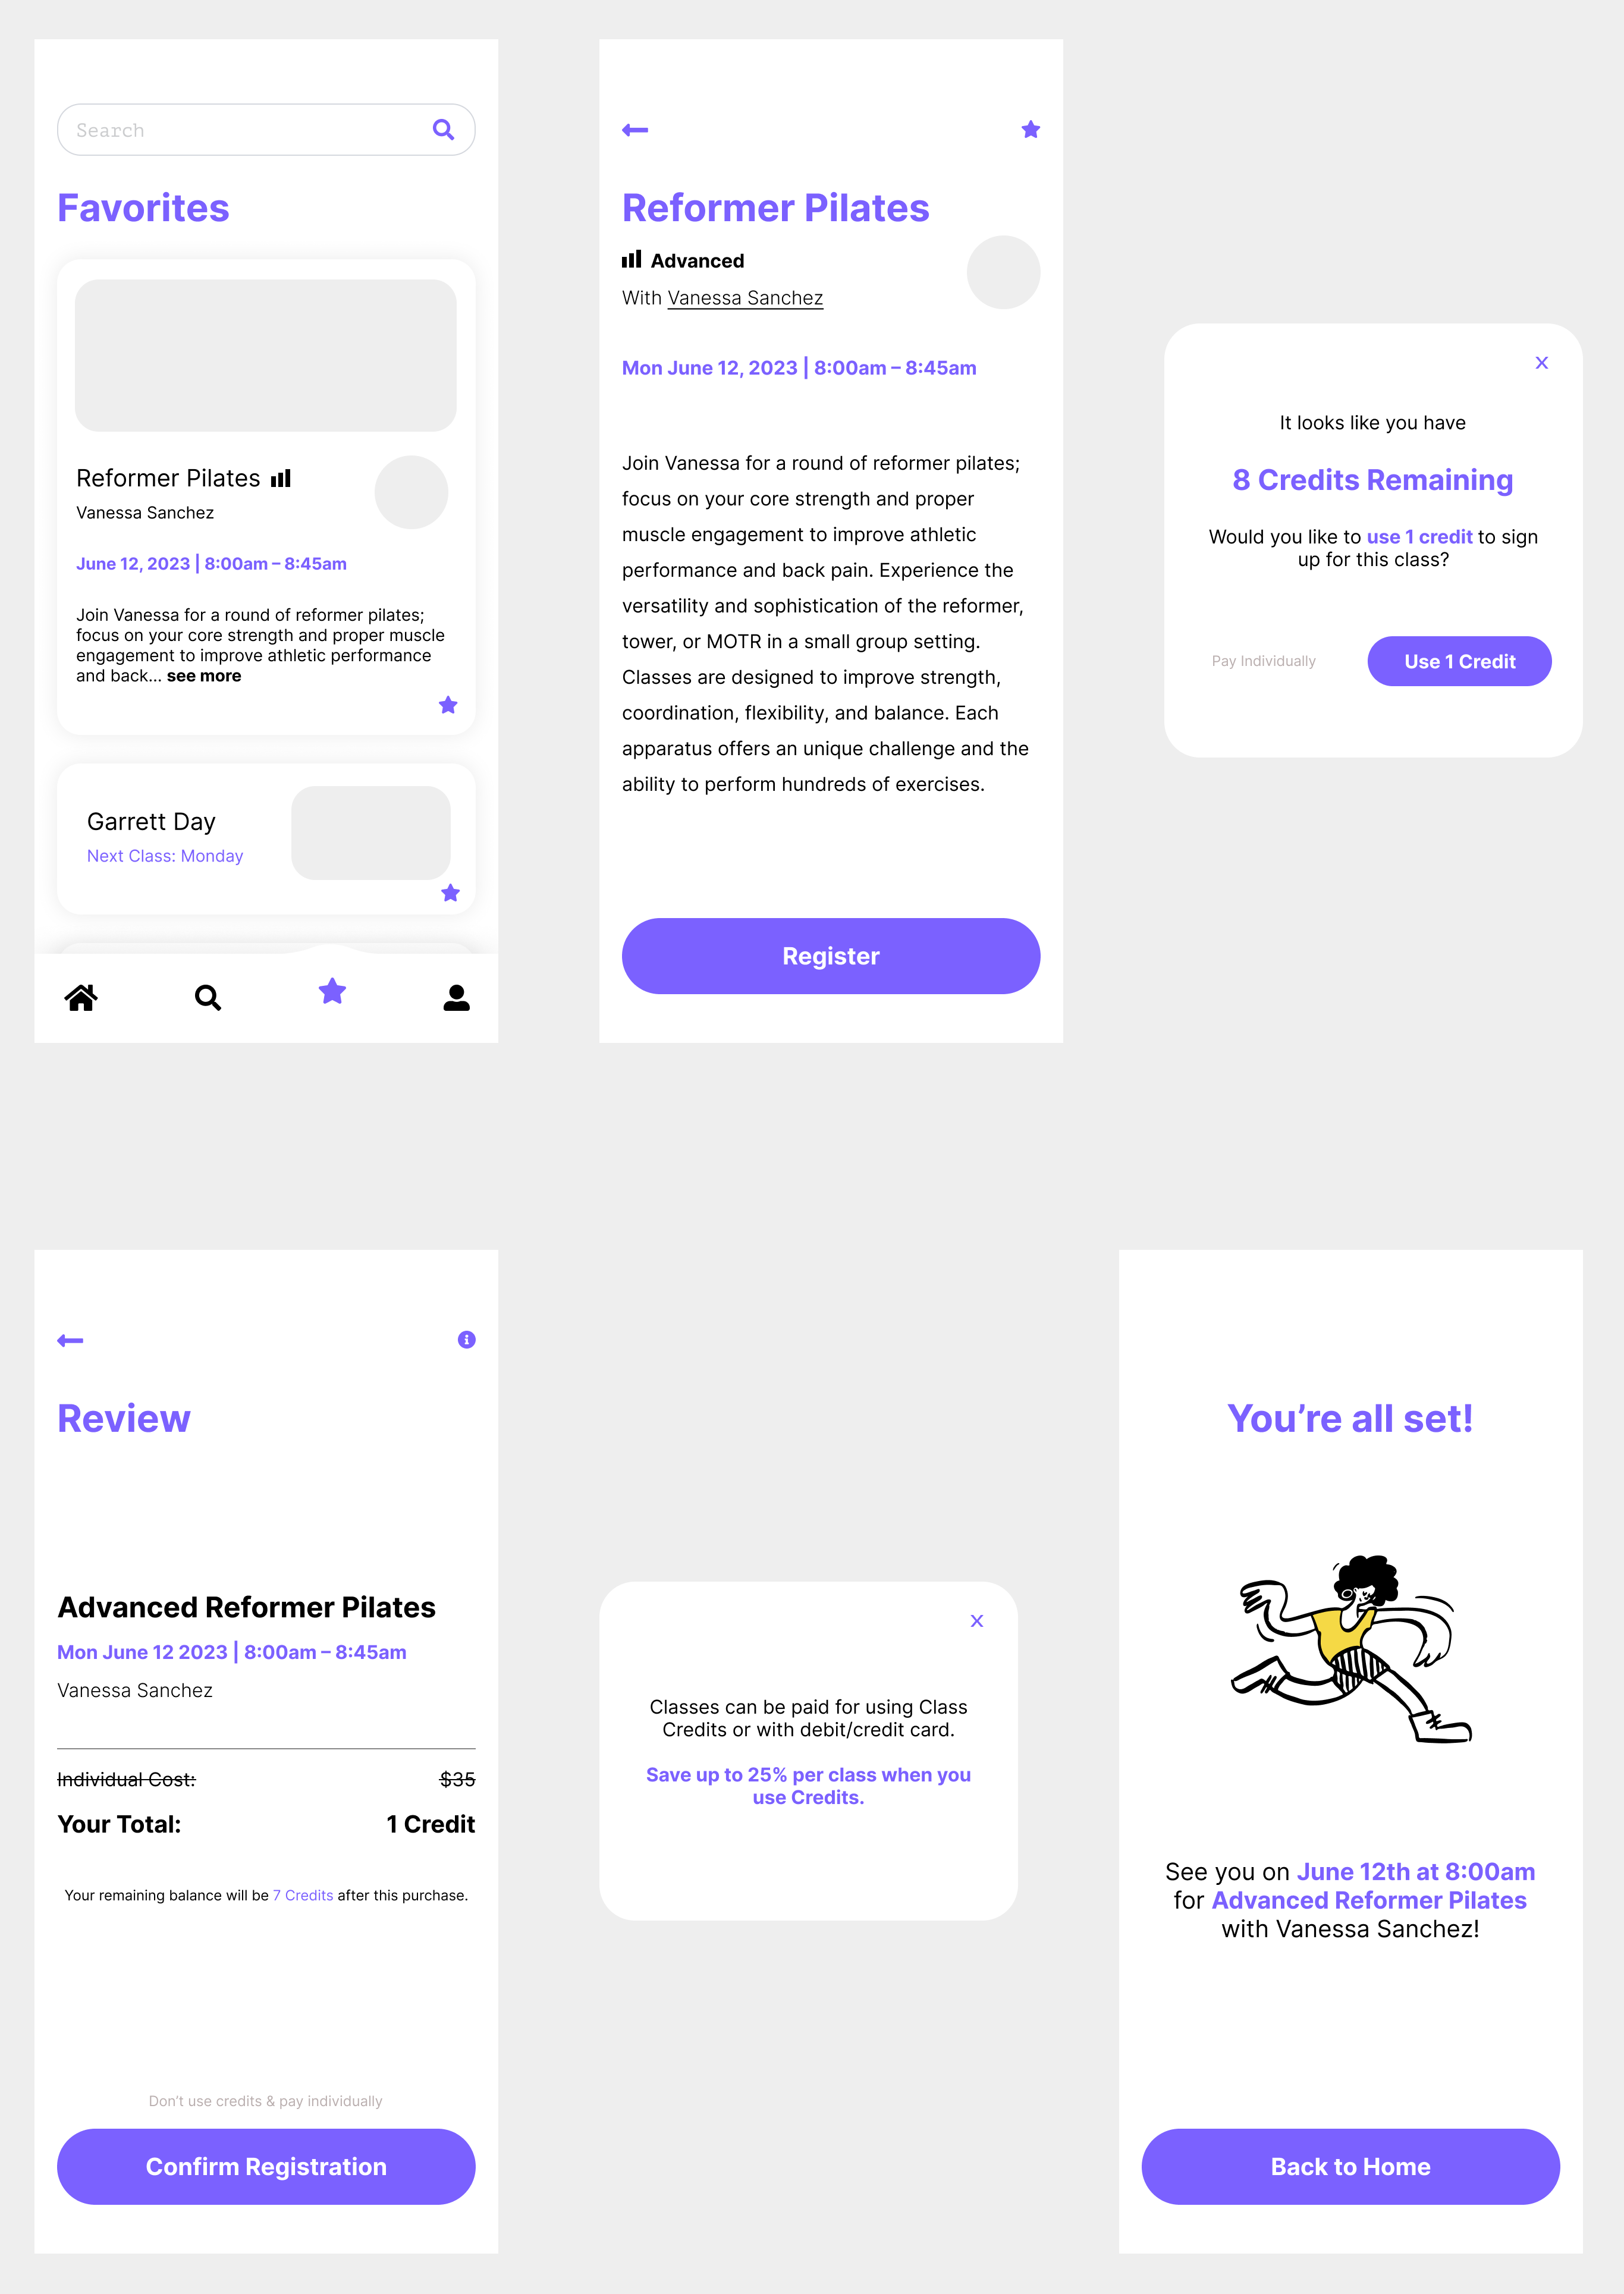 Search
Favorites
Reformer Pilates
Vanessa Sanchez
June 12, 2023 | 8:00am – 8:45am
Join Vanessa for a round of reformer pilates;
focus on your core strength and proper muscle
engagement to improve athletic performance
and back... see more
Garrett Day
Next Class: Monday
Reformer Pilates
Advanced
With Vanessa Sanchez
Mon June 12, 2023 | 8:00am – 8:45am
Join Vanessa for a round of reformer pilates;
focus on your core strength and proper
muscle engagement to improve athletic
performance and back pain. Experience the
versatility and sophistication of the reformer,
tower, or MOTR in a small group setting.
Classes are designed to improve strength,
coordination, flexibility, and balance. Each
apparatus offers an unique challenge and the
ability to perform hundreds of exercises.
Register
x
It looks like you have
8 Credits Remaining
Would you like to use 1 credit to sign
up for this class?
Pay Individually
Use 1 Credit
Review
Advanced Reformer Pilates
Mon June 12 2023 | 8:00am – 8:45am
Vanessa Sanchez
Individual Cost: $35
Your Total: 1 Credit
Your remaining balance will be 7 Credits after this purchase.
Don't use credits & pay individually
Confirm Registration
x
Classes can be paid for using Class
Credits or with debit/credit card.
Save up to 25% per class when you
use Credits.
You’re all set!
See you on June 12th at 8:00am
for Advanced Reformer Pilates
with Vanessa Sanchez!
Back to Home